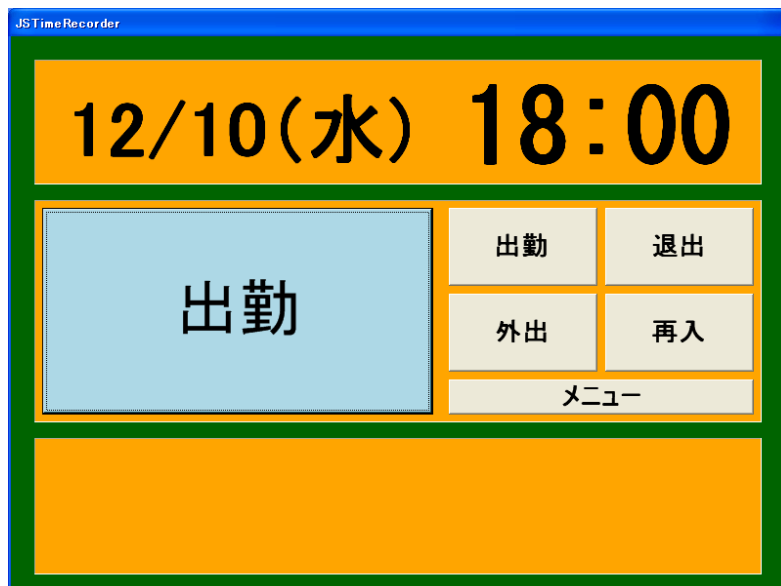 JSTimeRecorder
12/10(水) 18:00
出勤
出勤 退出
外出 再入
メニュー